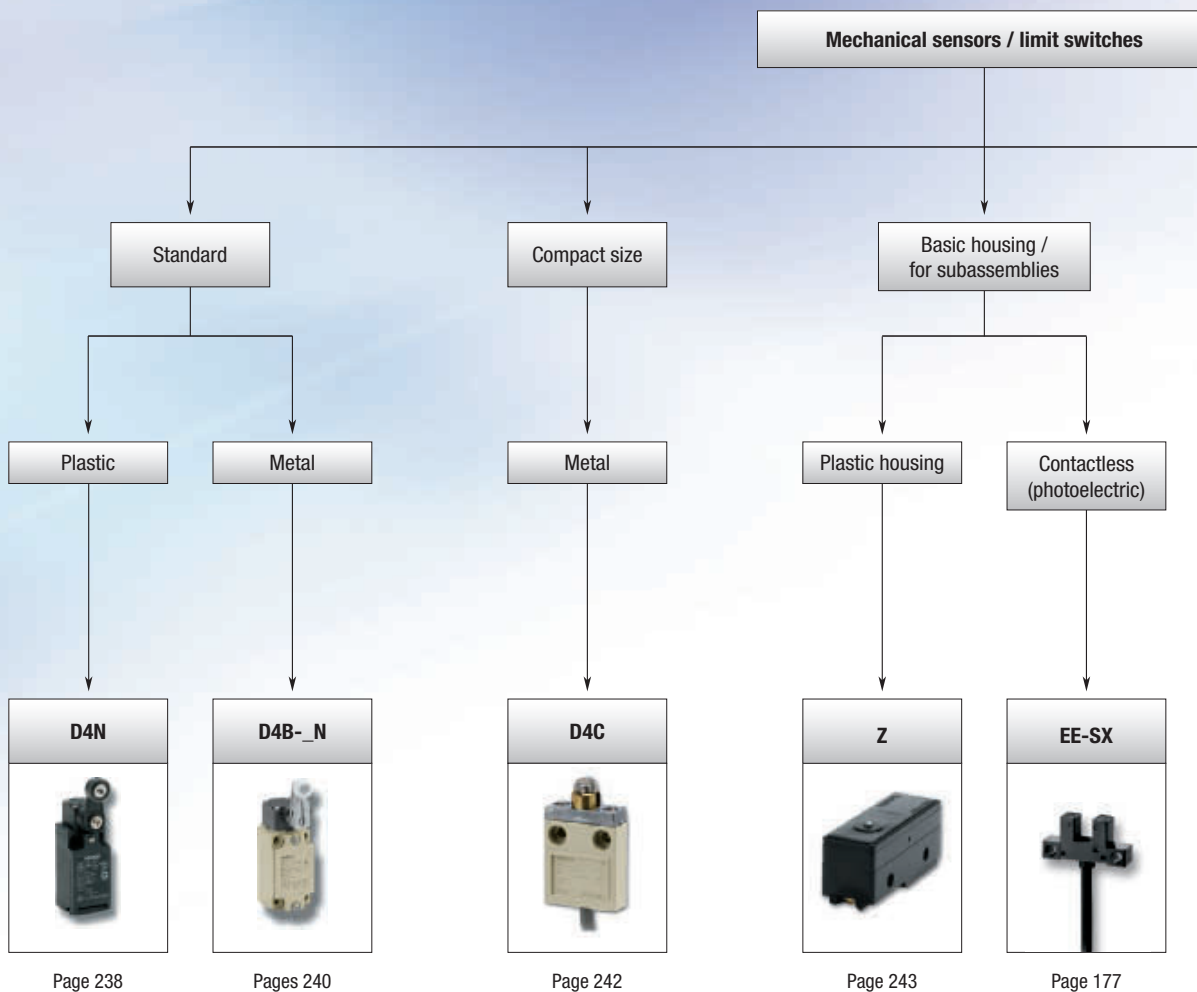 Mechanical sensors / limit switches
Standard
Compact size
Basic housing /
for subassemblies
Plastic
Metal
Metal
Plastic housing
Contactless
(photoelectric)
D4N
D4B-_N
D4C
Z
EE-SX
Page 238
Pages 240
Page 242
Page 243
Page 177